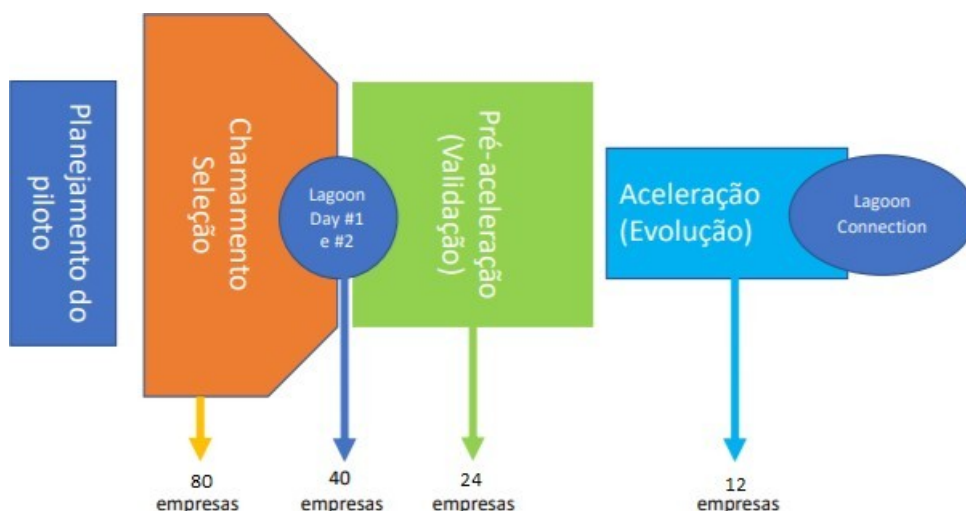 Planejamento do
piloto
Chamamento
Seleção
Lagoon
Day #1
e #2
Pré-aceleração
(Validação)
Aceleração
(Evolução)
Lagoon
Connection
80
empresas
40
empresas
24
empresas
12
empresas